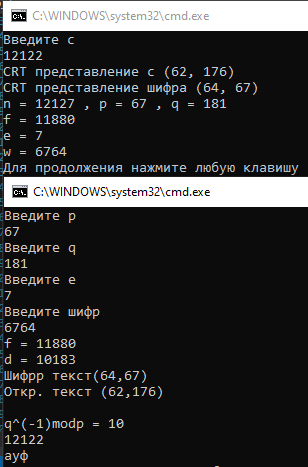 C:\WINDOWS\system32\cmd.exe
Введите c
12122
CRT представление c (62, 176)
CRT представление шифра (64, 67)
n = 12127 , p = 67 , q = 181
f = 11880
e = 7
w = 6764
Для продолжения нажмите любую клавишу
C:\WINDOWS\system32\cmd.exe
Введите p
67
Введите q
181
Введите e
7
Введите шифр
6764
f = 11880
d = 10183
Шифрр текст(64,67)
Откр. текст (62,176)
q^(-1)modp = 10
12122
ауф